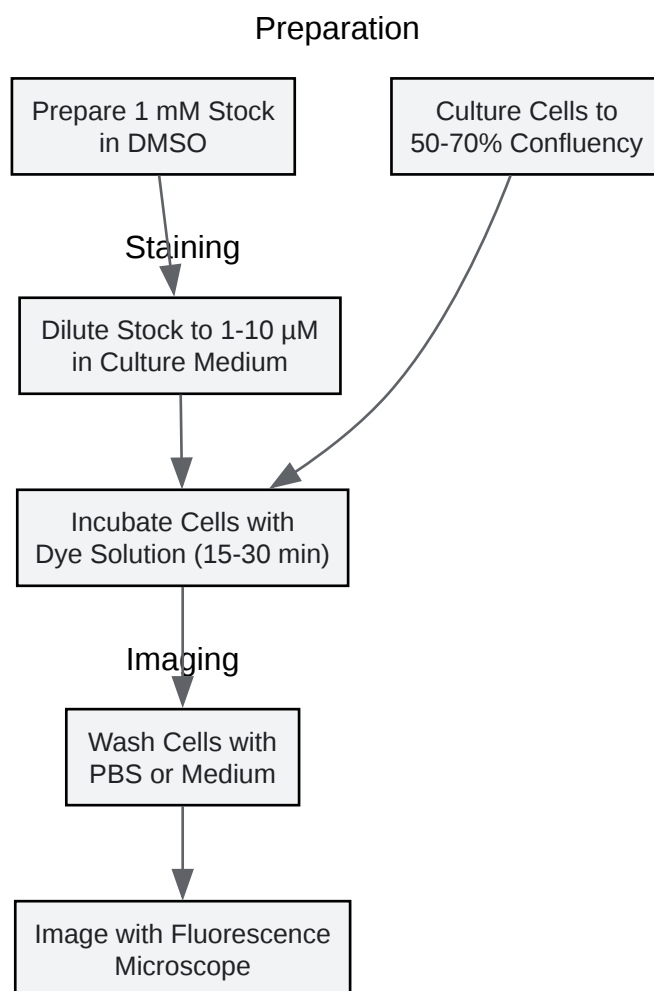 Preparation
Prepare 1 mM Stock
in DMSO
Culture Cells to
50-70% Confluency
Staining
Dilute Stock to 1-10 µM
in Culture Medium
Incubate Cells with
Dye Solution (15-30 min)
Imaging
Wash Cells with
PBS or Medium
Image with Fluorescence
Microscope